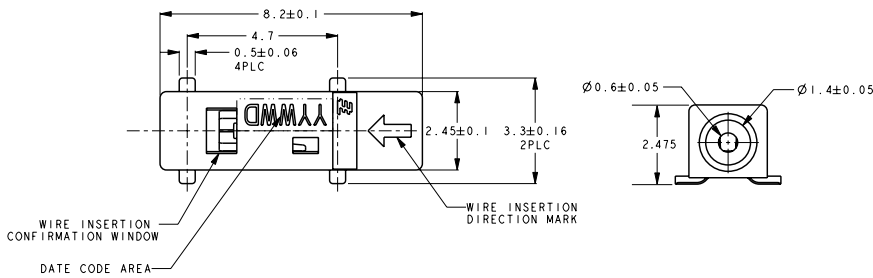 8.2±0.1
4.7
0.5±0.06
4PLC
YYWWD
2.45±0.1
3.3±0.16
2PLC
WIRE INSERTION
DIRECTION MARK
WIRE INSERTION
CONFIRMATION WINDOW
DATE CODE AREA
Ø0.6±0.05
Ø1.4±0.05
2.475